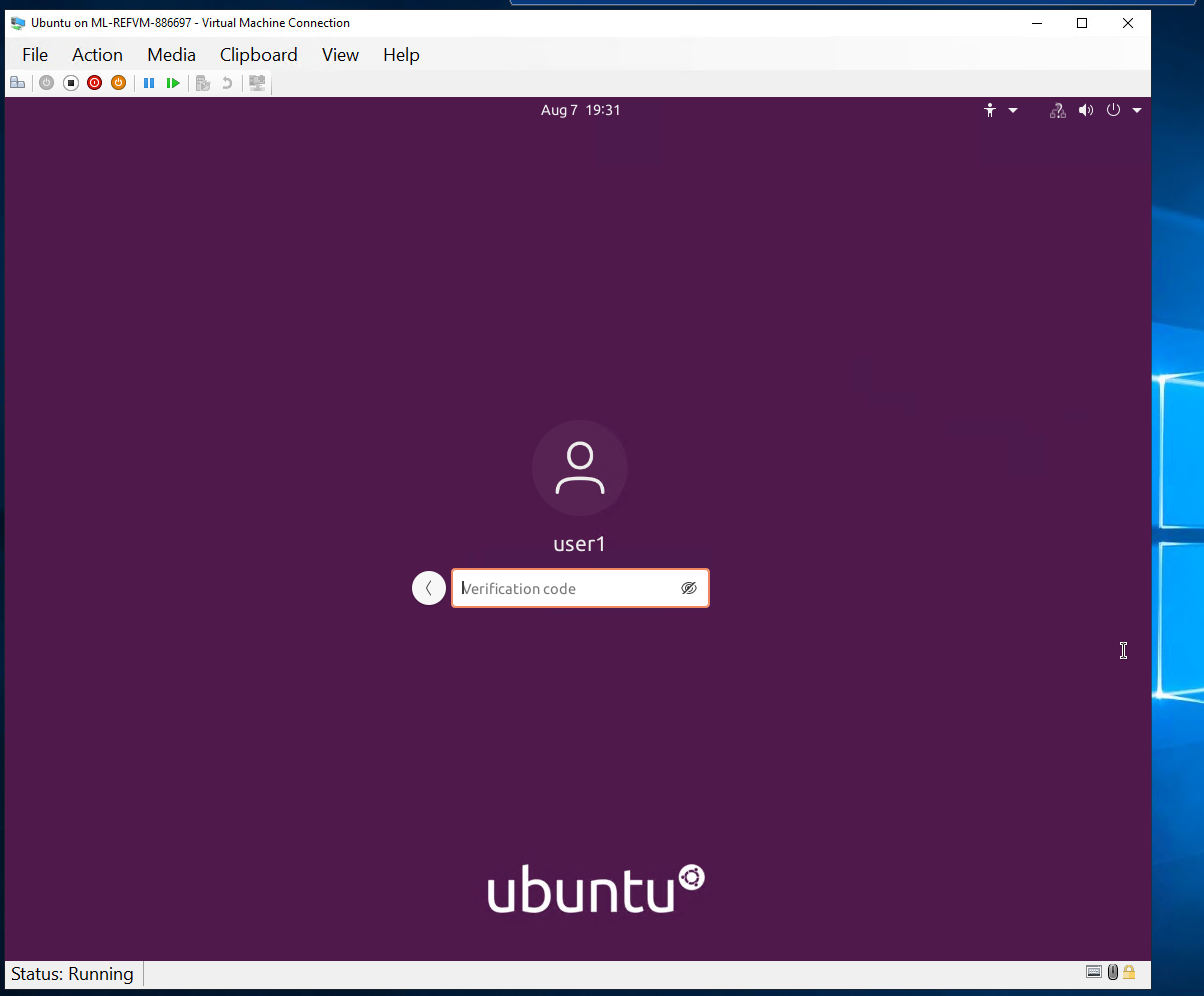 Ubuntu on ML-REFVM-886697 - Virtual Machine Connection
File Action Media Clipboard View Help
Aug 7 19:31
user1
Verification code
ubuntu
Status: Running